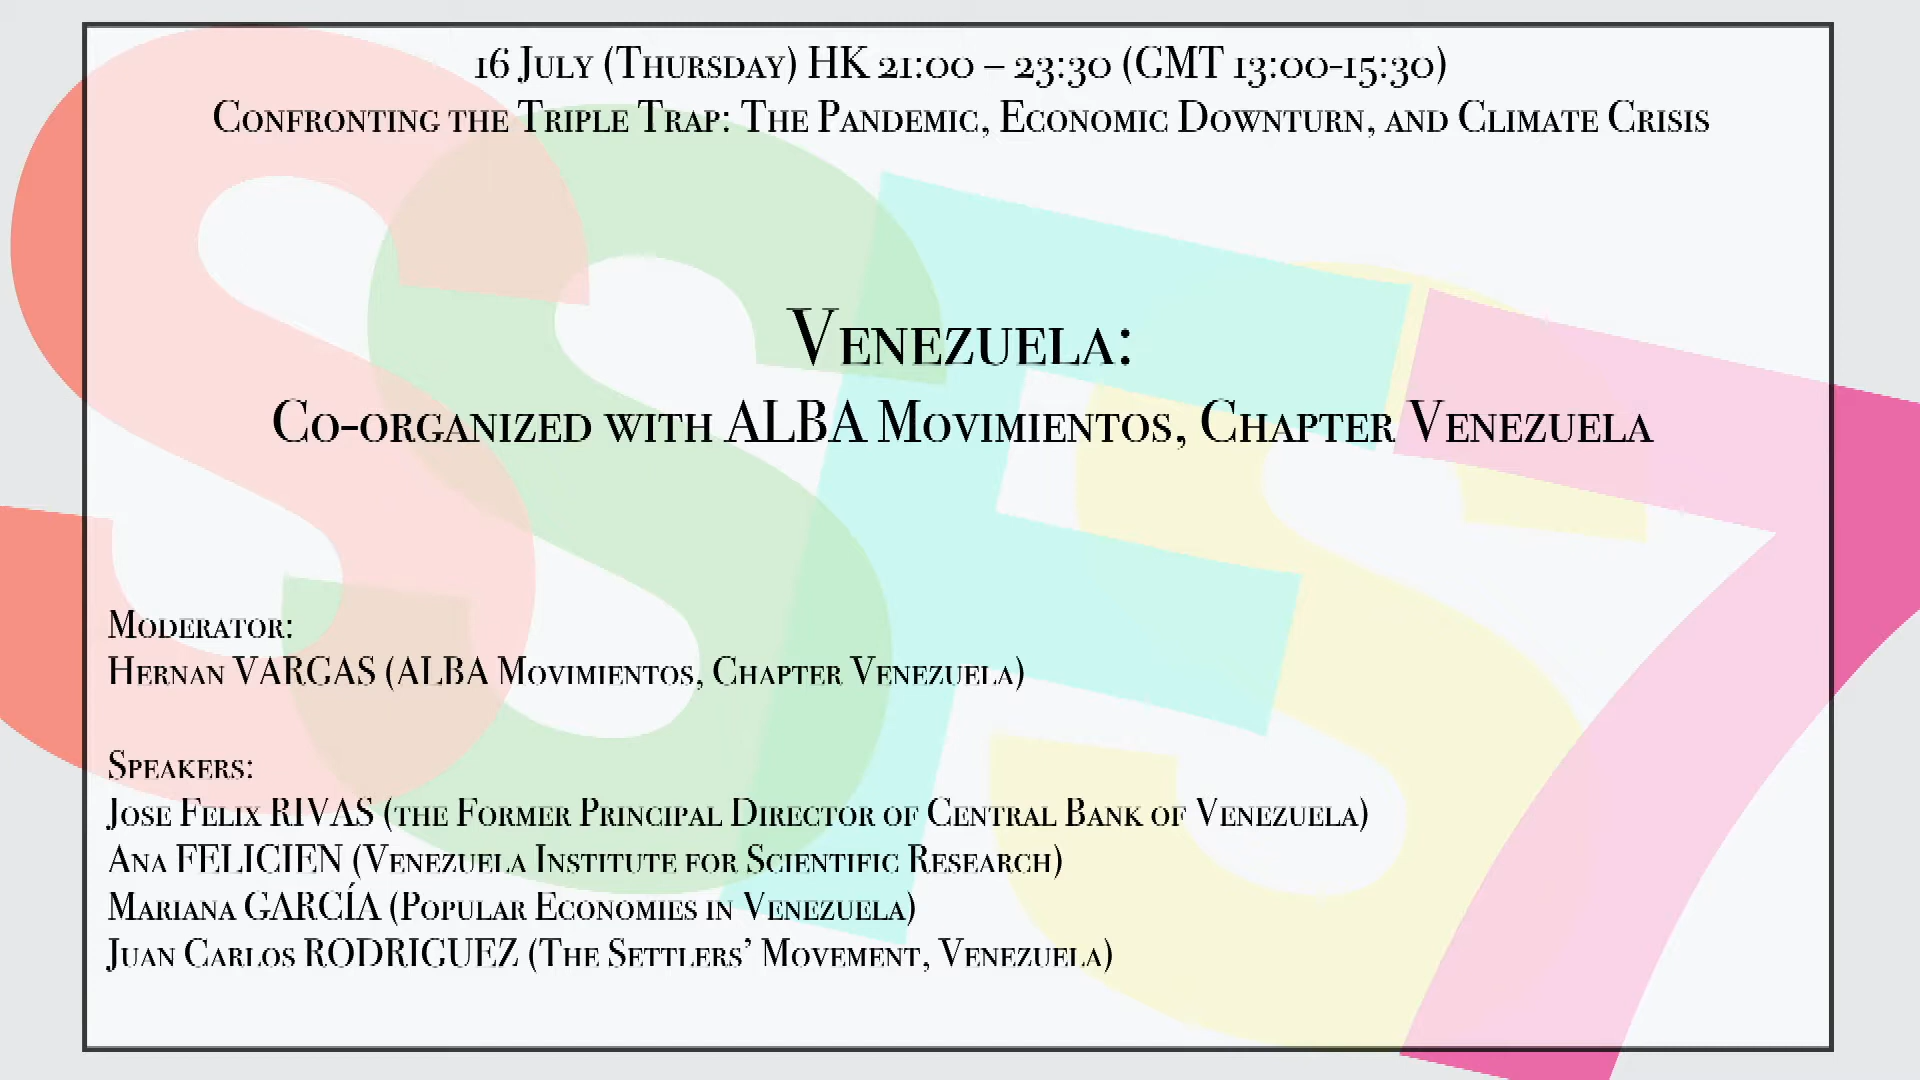 16 July (Thursday) HK 21:00 – 23:30 (GMT 13:00-15:30)
Confronting the Triple Trap: The Pandemic, Economic Downturn, and Climate Crisis
Venezuela:
Co-organized with ALBA Movimientos, Chapter Venezuela
Moderator:
Hernan VARGAS (ALBA Movimientos, Chapter Venezuela)
Speakers:
Jose Felix RIVAS (the Former Principal Director of Central Bank of Venezuela)
Ana FELICIEN (Venezuela Institute for Scientific Research)
Mariana GARCÍA (Popular Economies in Venezuela)
Juan Carlos RODRIGUEZ (The Settlers’ Movement, Venezuela)
SSFS7